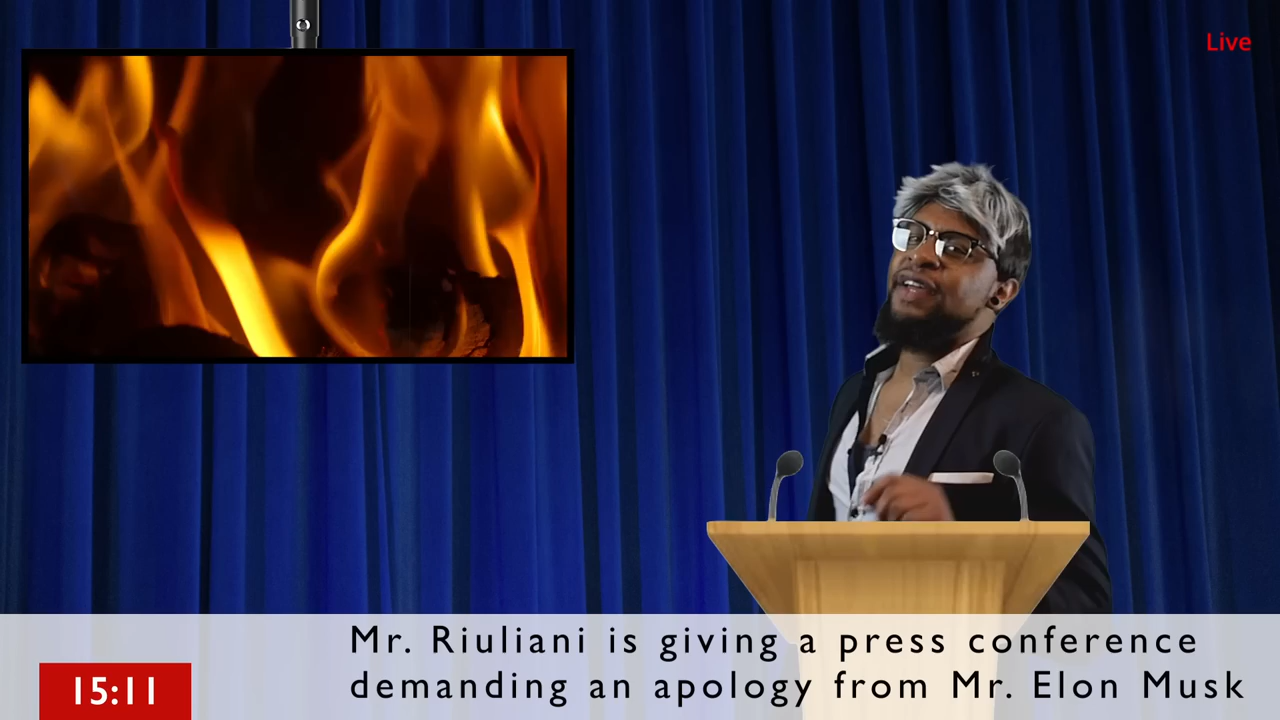 Live
Mr. Riuliani is giving a press conference
demanding an apology from Mr. Elon Musk
15:11